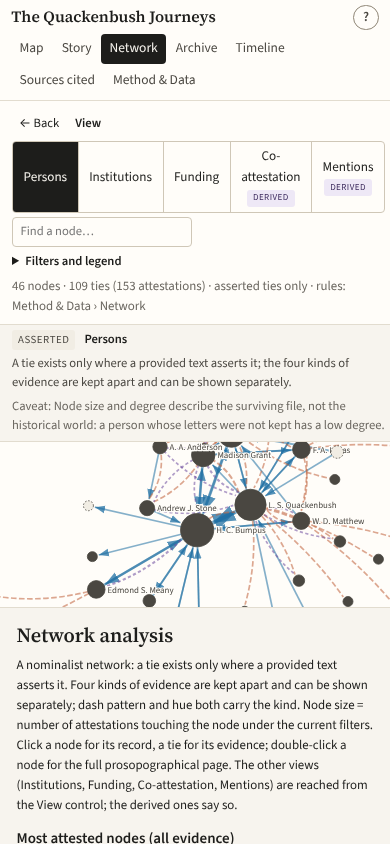 The Quackenbush Journeys
?
Map Story Network Archive Timeline
Sources cited Method & Data
← Back View
Persons Institutions Funding Co-attestation DERIVED Mentions DERIVED
Find a node…
▶ Filters and legend
46 nodes · 109 ties (153 attestations) · asserted ties only · rules:
Method & Data › Network
ASSERTED Persons
A tie exists only where a provided text asserts it; the four kinds of
evidence are kept apart and can be shown separately.
Caveat: Node size and degree describe the surviving file, not the
historical world: a person whose letters were not kept has a low degree.
A. A. Anderson
Madison Grant
Andrew J. Stone
L. S. Quackenbush
H. C. Bumpus
W. D. Matthew
Edmond S. Meany
Network analysis
A nominalist network: a tie exists only where a provided text
asserts it. Four kinds of evidence are kept apart and can be shown
separately; dash pattern and hue both carry the kind. Node size =
number of attestations touching the node under the current filters.
Click a node for its record, a tie for its evidence; double-click a
node for the full prosopographical page. The other views
(Institutions, Funding, Co-attestation, Mentions) are reached from
the View control; the derived ones say so.
Most attested nodes (all evidence)